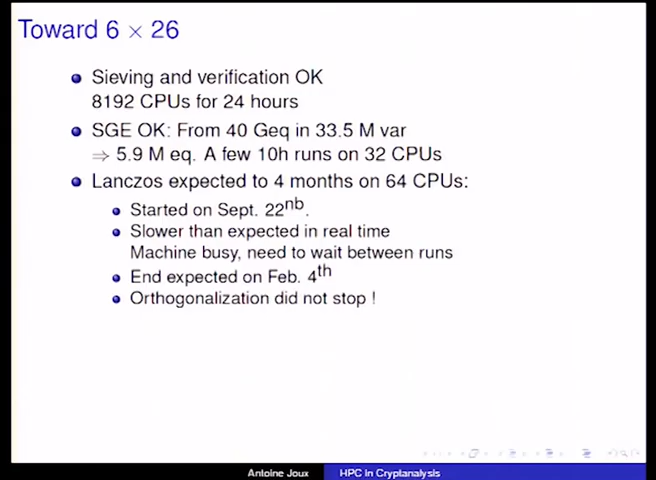 Toward 6 × 26
Sieving and verification OK
8192 CPUs for 24 hours
SGE OK: From 40 Geq in 33.5 M var
⇒ 5.9 M eq. A few 10h runs on 32 CPUs
Lanczos expected to 4 months on 64 CPUs:
Started on Sept. 22nb.
Slower than expected in real time
Machine busy, need to wait between runs
End expected on Feb. 4th
Orthogonalization did not stop !
Antoine Joux HPC in Cryptanalysis